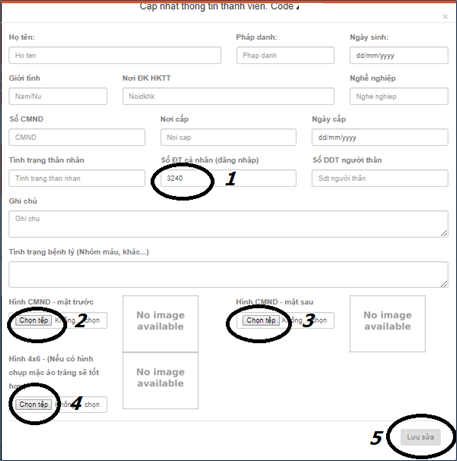 Cập nhật thông tin thành viên. Code
×
Họ tên: Pháp danh: Ngày sinh:
Ho ten Phap danh dd/mm/yyyy
Giới tính Nơi ĐK HKTT Nghề nghiệp
Nam/Nu Noidkhk Nghe nghiep
Số CMND Nơi cấp Ngày cấp
CMND Noi cap dd/mm/yyyy
Tình trạng thân nhân Số ĐT cá nhân (đăng nhập) Số DDT người thân
Tinh trang than nhan 3240 1 Sdt người thân
Ghi chú
Ghi chu
Tình trạng bệnh lý (Nhóm máu, khác...)
Hình CMND - mặt trước Hình CMND - mặt sau
Chọn tệp Không chọn 2 No image available Chọn tệp Không chọn 3 No image available
Hình 4x6 - (Nếu có hình
chụp mặc áo tràng sẽ tốt
hơn)
Chọn tệp Không chọn 4 No image available
5 Lưu sửa